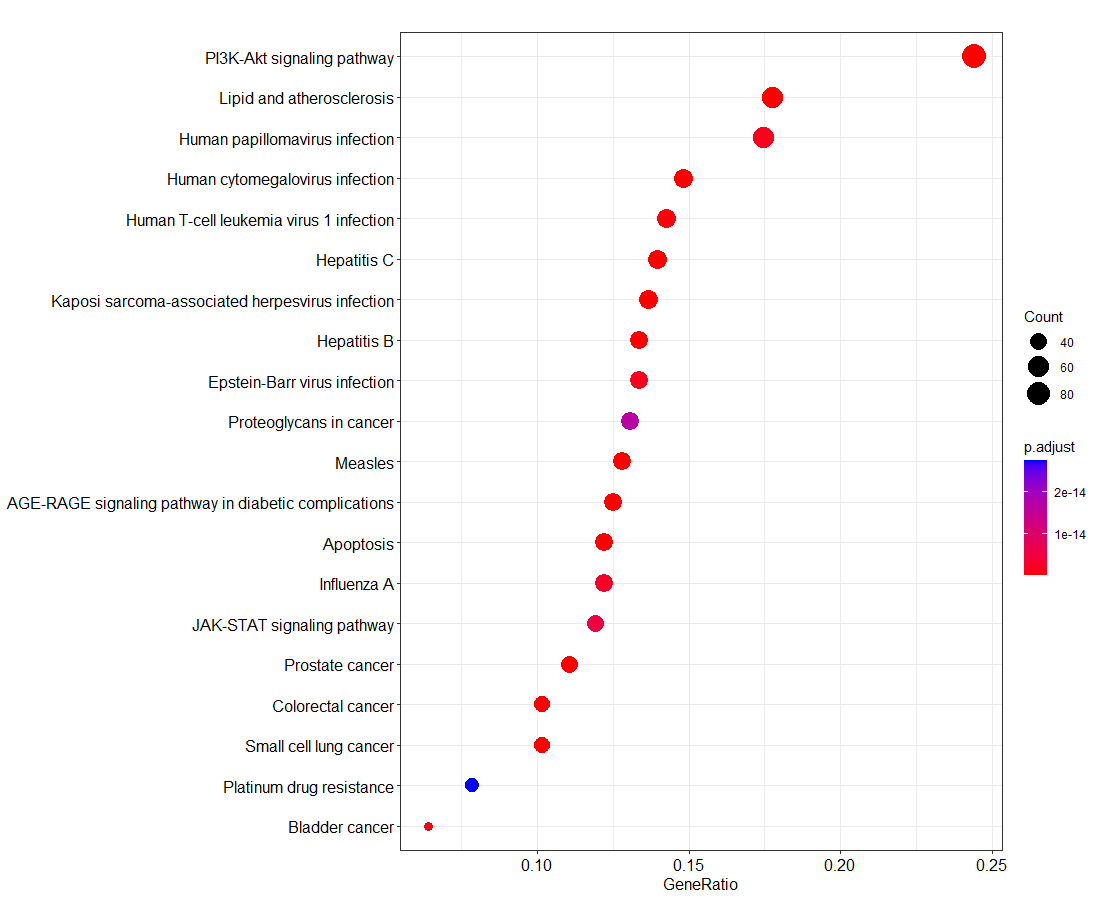 PI3K-Akt signaling pathway
Lipid and atherosclerosis
Human papillomavirus infection
Human cytomegalovirus infection
Human T-cell leukemia virus 1 infection
Hepatitis C
Kaposi sarcoma-associated herpesvirus infection
Hepatitis B
Epstein-Barr virus infection
Proteoglycans in cancer
Measles
AGE-RAGE signaling pathway in diabetic complications
Apoptosis
Influenza A
JAK-STAT signaling pathway
Prostate cancer
Colorectal cancer
Small cell lung cancer
Platinum drug resistance
Bladder cancer
0.10 0.15 0.20 0.25
GeneRatio
Count
40
60
80
p.adjust
2e-14
1e-14